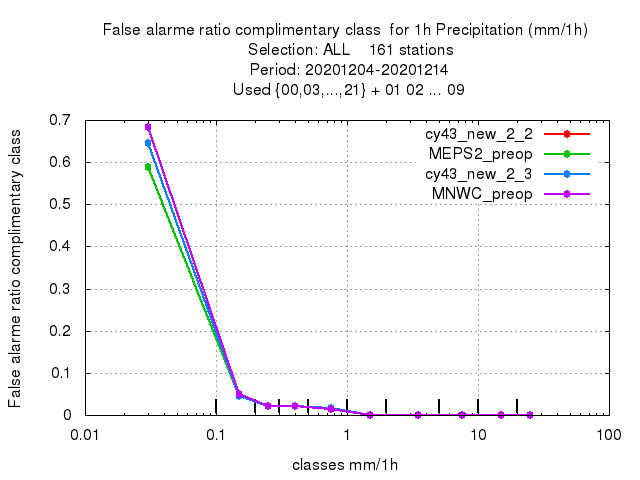 False alarme ratio complimentary class  for 1h Precipitation (mm/1h)
Selection: ALL    161 stations
Period: 20201204-20201214
Used {00,03,...,21} + 01 02 ... 09
False alarme ratio complimentary class
0.7
0.6
0.5
0.4
0.3
0.2
0.1
0
cy43_new_2_2
MEPS2_preop
cy43_new_2_3
MNWC_preop
0.01 0.1 1 10 100
classes mm/1h